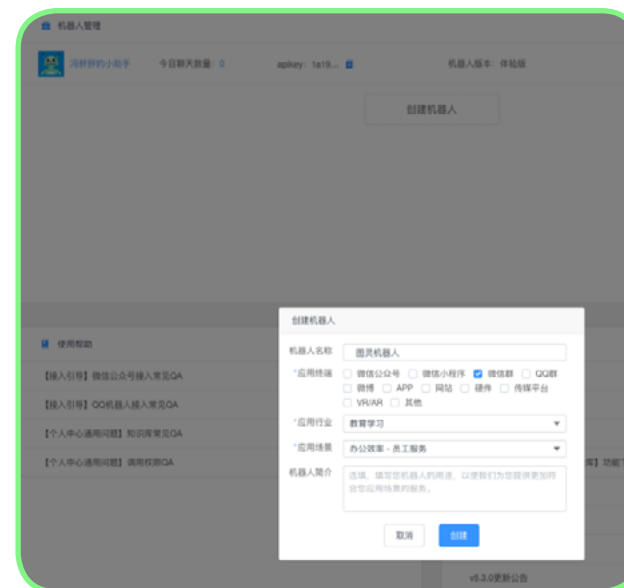 机器人管理
冯胖胖的小助手 今日聊天数量 0 apikey: 1a19... 机器人版本: 体验版
创建机器人
创建机器人
机器人名称 图灵机器人
*应用终端 微信公众号 微信小程序 微信群 QQ群
微博 APP 网站 硬件 传媒平台
VR/AR 其他
*应用行业 教育学习
*应用场景 办公效率 - 员工服务
机器人简介 选填，填写您机器人的用途，以便我们为您提供更加符
合您应用场景的服务。
取消 创建
使用帮助
【接入引导】微信公众号接入常见QA
【接入引导】QQ机器人接入常见QA
【个人中心通用问题】知识库常见QA
【个人中心通用问题】调用权限QA
库】功能
v5.3.0更新公告